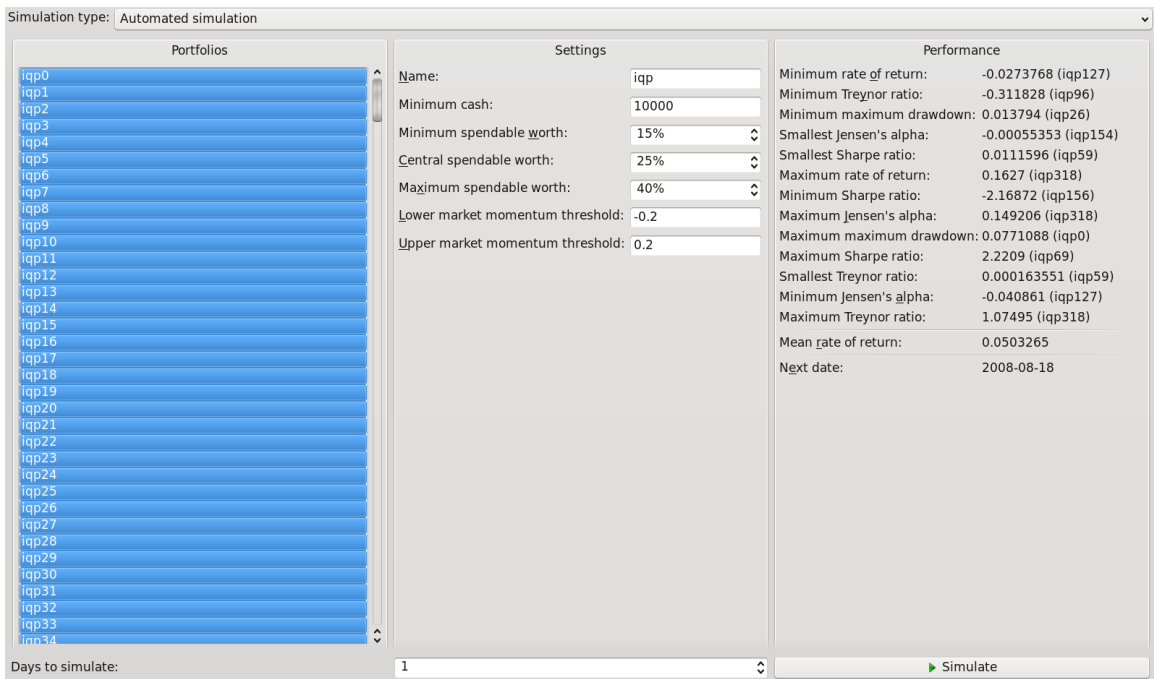 Simulation type: Automated simulation
Portfolios
iqp0
iqp1
iqp2
iqp3
iqp4
iqp5
iqp6
iqp7
iqp8
iqp9
iqp10
iqp11
iqp12
iqp13
iqp14
iqp15
iqp16
iqp17
iqp18
iqp19
iqp20
iqp21
iqp22
iqp23
iqp24
iqp25
iqp26
iqp27
iqp28
iqp29
iqp30
iqp31
iqp32
iqp33
iqp34
Settings
Name: iqp
Minimum cash: 10000
Minimum spendable worth: 15%
Central spendable worth: 25%
Maximum spendable worth: 40%
Lower market momentum threshold: -0.2
Upper market momentum threshold: 0.2
Performance
Minimum rate of return: -0.0273768 (iqp127)
Minimum Treynor ratio: -0.311828 (iqp96)
Minimum maximum drawdown: 0.013794 (iqp26)
Smallest Jensen's alpha: -0.00055353 (iqp154)
Smallest Sharpe ratio: 0.0111596 (iqp59)
Maximum rate of return: 0.1627 (iqp318)
Minimum Sharpe ratio: -2.16872 (iqp156)
Maximum Jensen's alpha: 0.149206 (iqp318)
Maximum maximum drawdown: 0.0771088 (iqp0)
Maximum Sharpe ratio: 2.2209 (iqp69)
Smallest Treynor ratio: 0.000163551 (iqp59)
Minimum Jensen's alpha: -0.040861 (iqp127)
Maximum Treynor ratio: 1.07495 (iqp318)
Mean rate of return: 0.0503265
Next date: 2008-08-18
Days to simulate: 1
Simulate